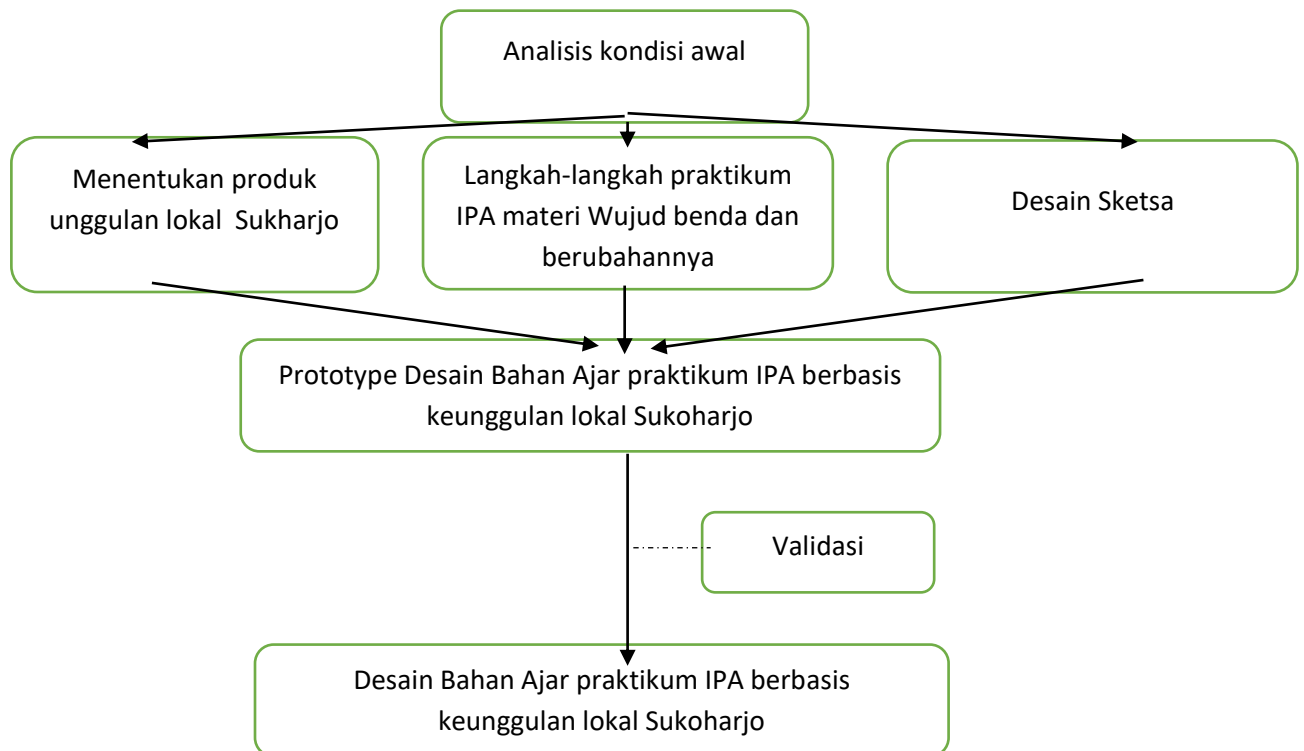 Analisis kondisi awal
Menentukan produk
unggulan lokal  Sukharjo
Langkah-langkah praktikum
IPA materi Wujud benda dan
berubahannya
Desain Sketsa
Prototype Desain Bahan Ajar praktikum IPA berbasis
keunggulan lokal Sukoharjo
Validasi
Desain Bahan Ajar praktikum IPA berbasis
keunggulan lokal Sukoharjo